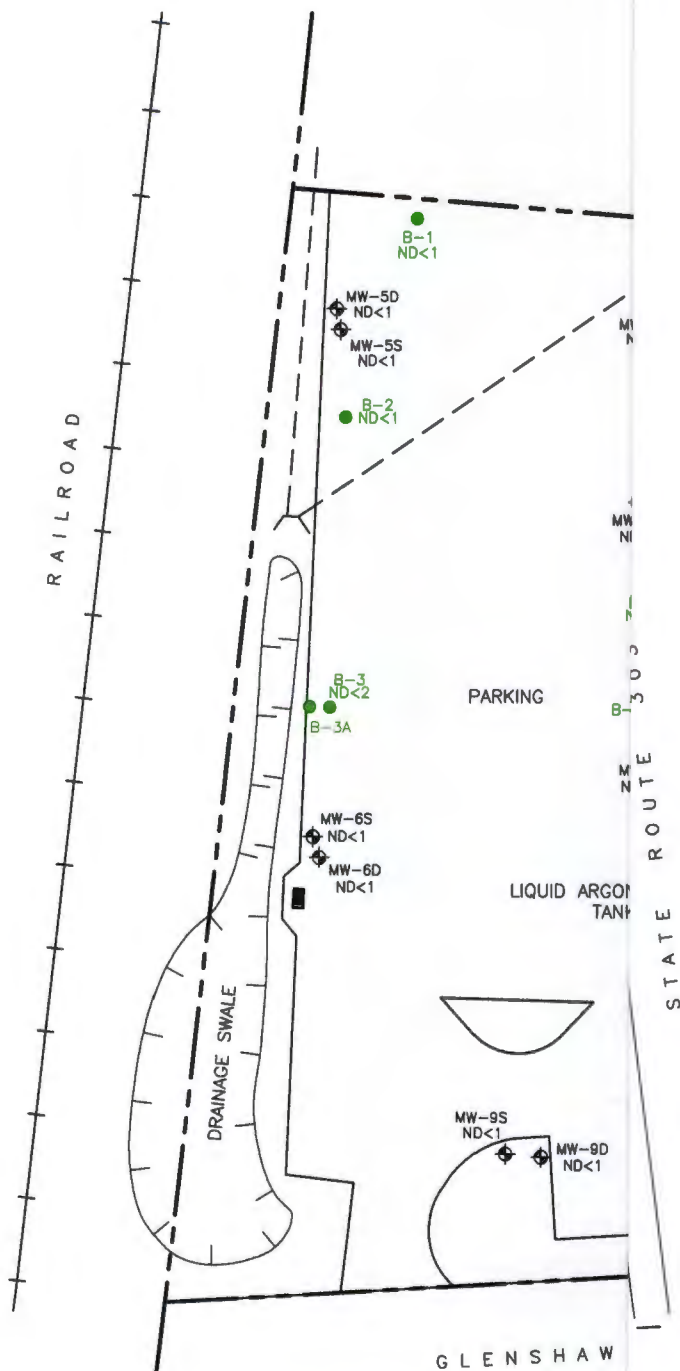 B-1
ND<1
MW-5D
ND<1
MW-5S
ND<1
B-2
ND<1
RAILROAD
B-3
ND<2
B-3A
PARKING
MW-6S
ND<1
MW-6D
ND<1
LIQUID ARGON
TANK
STATE ROUTE
DRAINAGE SWALE
MW-9S
ND<1
MW-9D
ND<1
GLENSHAW